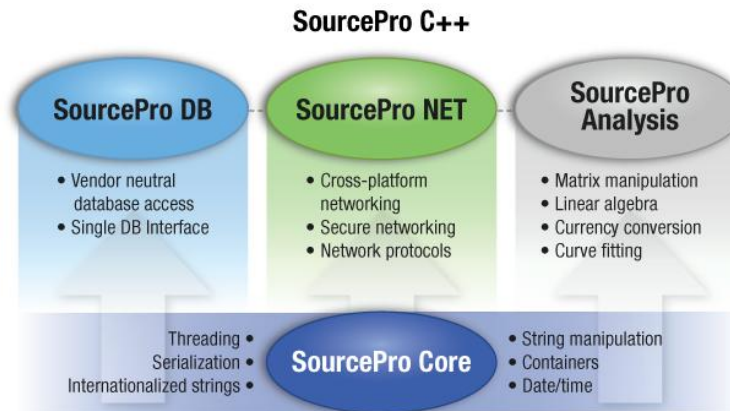 SourcePro C++
SourcePro DB
• Vendor neutral
database access
• Single DB Interface
SourcePro NET
• Cross-platform
networking
• Secure networking
• Network protocols
SourcePro
Analysis
• Matrix manipulation
• Linear algebra
• Currency conversion
• Curve fitting
Threading •
Serialization •
Internationalized strings •
SourcePro Core
• String manipulation
• Containers
• Date/time